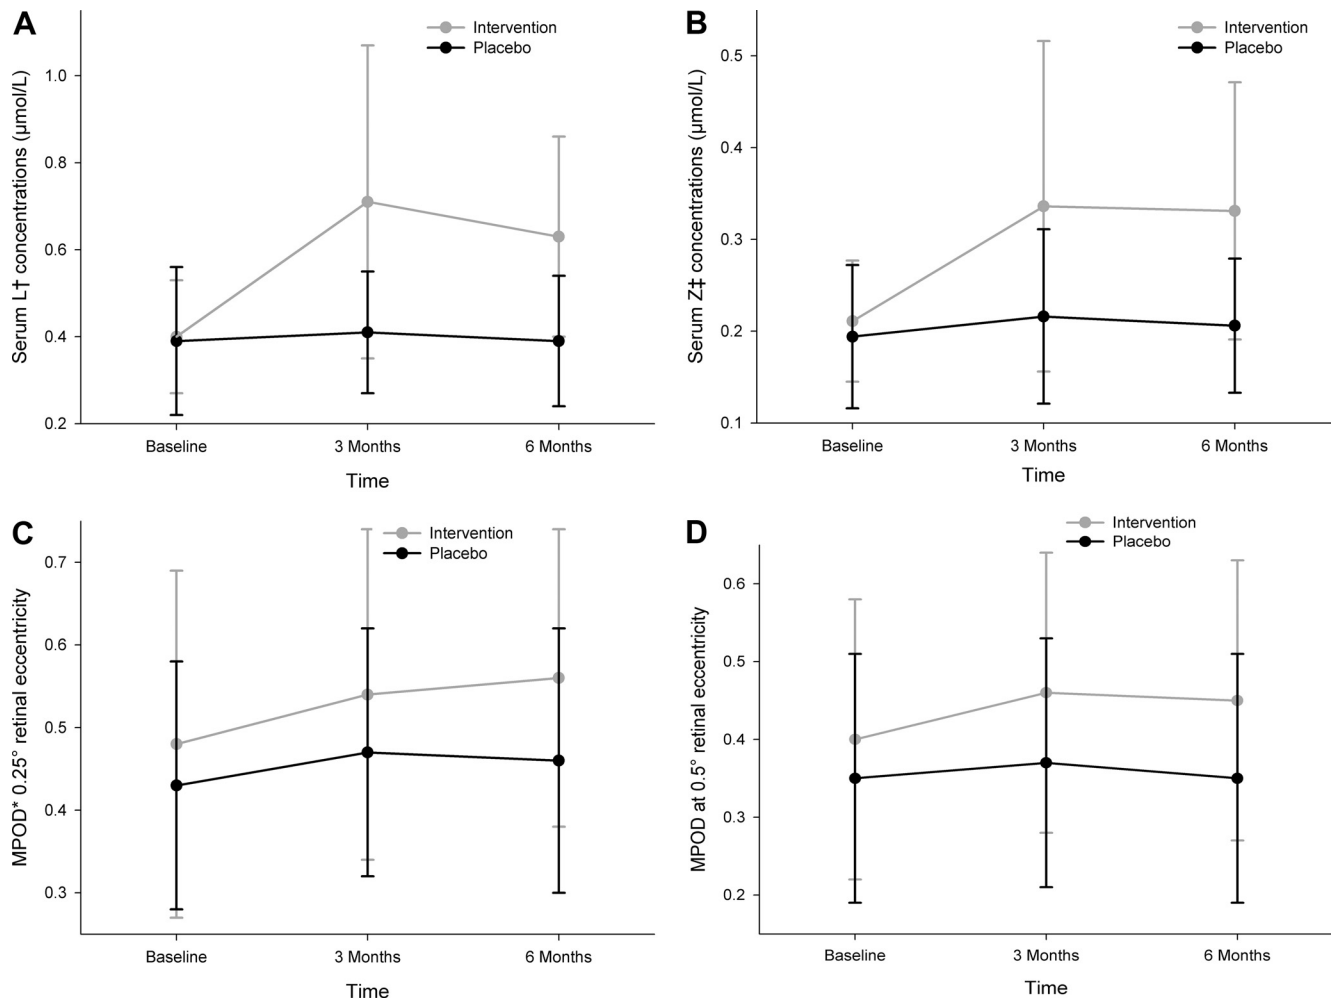 A
Intervention
Placebo
1.0
0.8
0.6
0.4
0.2
Serum L† concentrations (µmol/L)
Baseline
3 Months
6 Months
Time
B
Intervention
Placebo
0.5
0.4
0.3
0.2
0.1
Serum Z‡ concentrations (µmol/L)
Baseline
3 Months
6 Months
Time
C
Intervention
Placebo
0.7
0.6
0.5
0.4
0.3
MPOD* 0.25° retinal eccentricity
Baseline
3 Months
6 Months
Time
D
Intervention
Placebo
0.6
0.5
0.4
0.3
0.2
MPOD at 0.5° retinal eccentricity
Baseline
3 Months
6 Months
Time